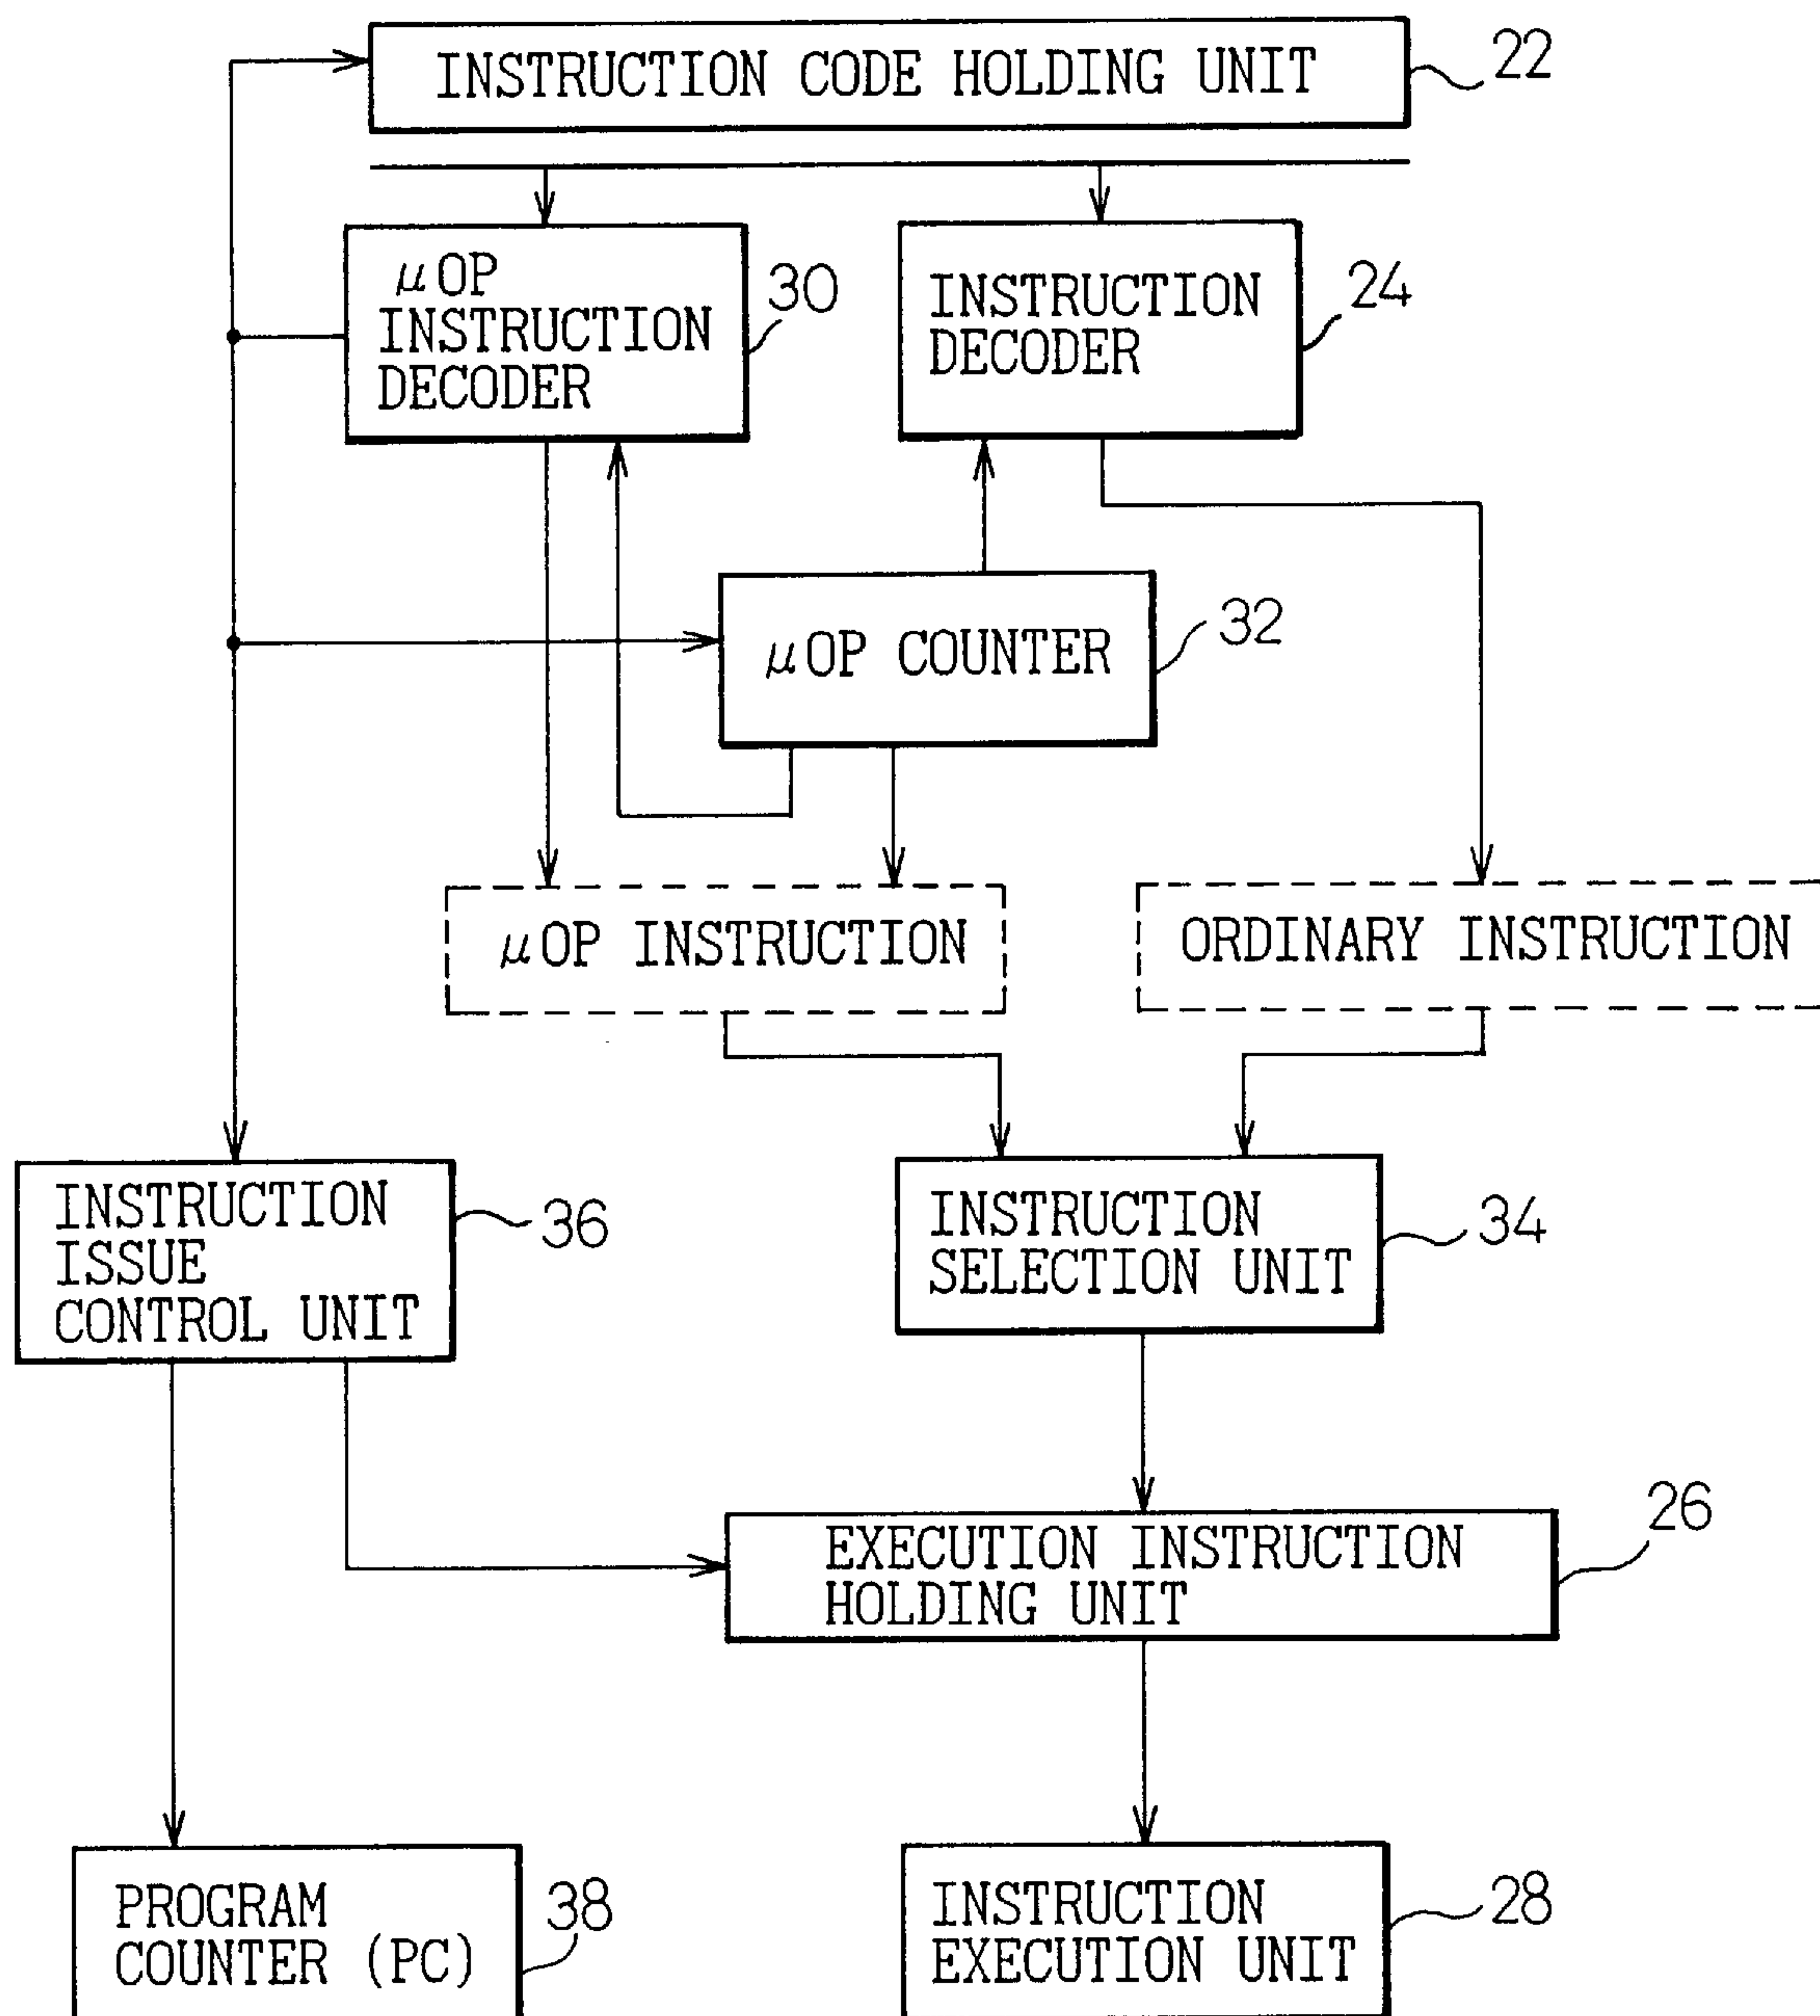 INSTRUCTION CODE HOLDING UNIT
22
μOP
INSTRUCTION
DECODER
30
INSTRUCTION
DECODER
24
μOP COUNTER
32
μOP INSTRUCTION
ORDINARY INSTRUCTION
INSTRUCTION
ISSUE
CONTROL UNIT
36
INSTRUCTION
SELECTION UNIT
34
EXECUTION INSTRUCTION
HOLDING UNIT
26
PROGRAM
COUNTER (PC)
38
INSTRUCTION
EXECUTION UNIT
28